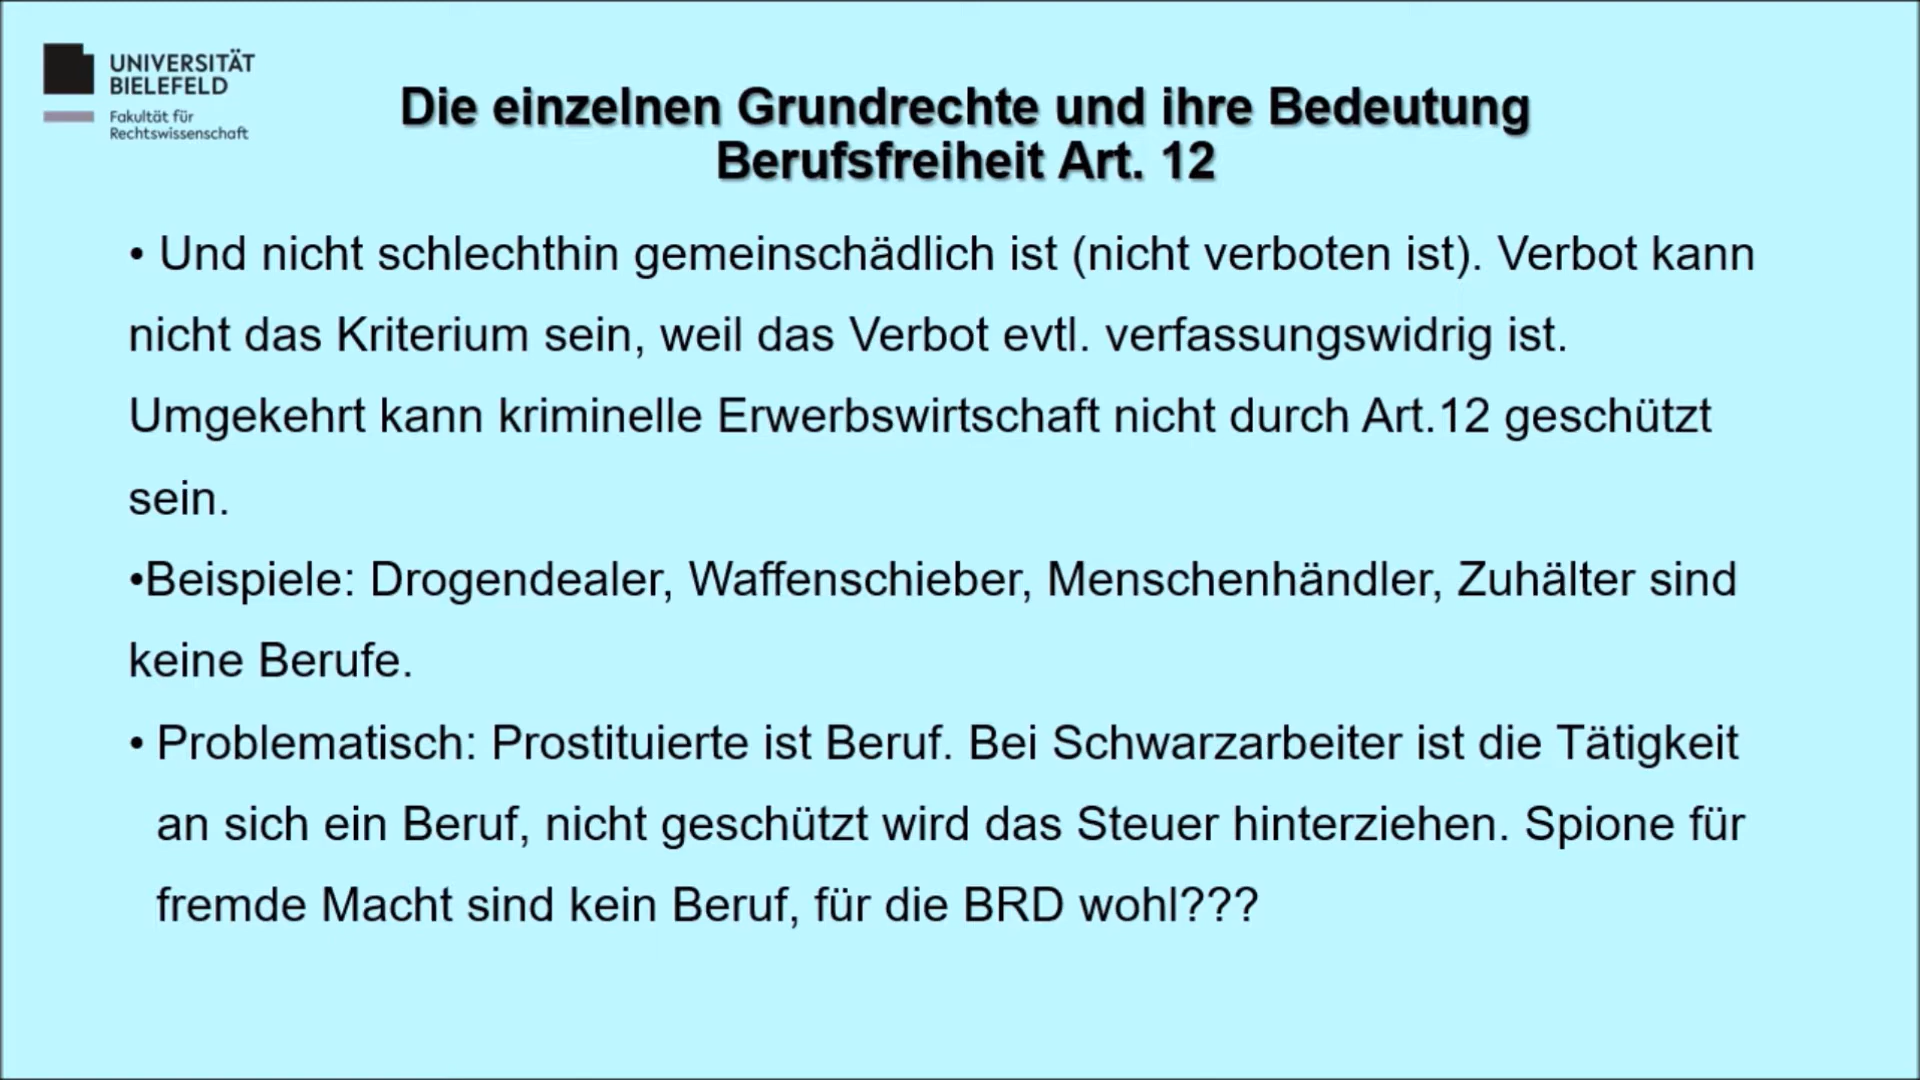 UNIVERSITÄT
BIELEFELD
Fakultät für
Rechtswissenschaft
Die einzelnen Grundrechte und ihre Bedeutung
Berufsfreiheit Art. 12
• Und nicht schlechthin gemeinschädlich ist (nicht verboten ist). Verbot kann
nicht das Kriterium sein, weil das Verbot evtl. verfassungswidrig ist.
Umgekehrt kann kriminelle Erwerbswirtschaft nicht durch Art.12 geschützt
sein.
•Beispiele: Drogendealer, Waffenschieber, Menschenhändler, Zuhälter sind
keine Berufe.
• Problematisch: Prostituierte ist Beruf. Bei Schwarzarbeiter ist die Tätigkeit
an sich ein Beruf, nicht geschützt wird das Steuer hinterziehen. Spione für
fremde Macht sind kein Beruf, für die BRD wohl???